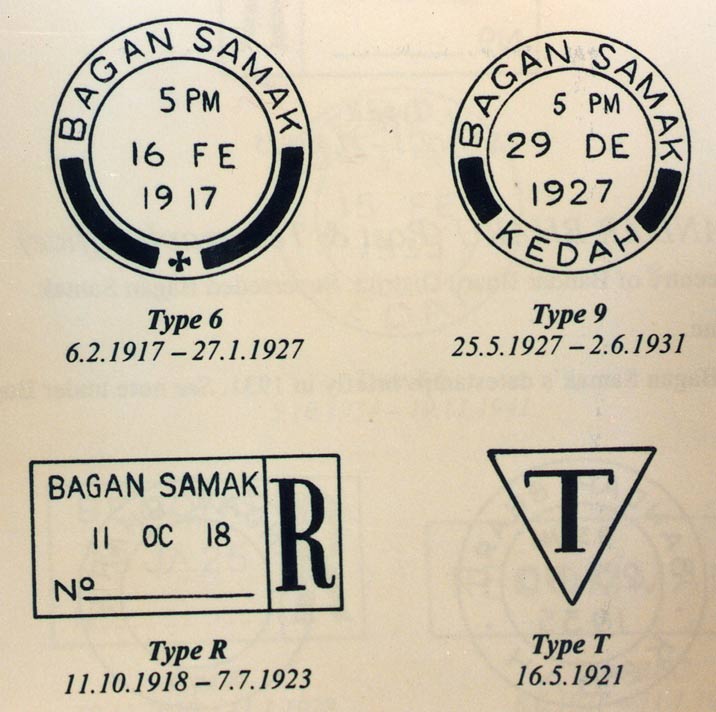 BAGAN SAMAK
5 PM
16 FE
1917
Type 6
6.2.1917 – 27.1.1927
BAGAN SAMAK
5 PM
29 DE
1927
KEDAH
Type 9
25.5.1927 – 2.6.1931
BAGAN SAMAK
11 OC 18
Nº
R
Type R
11.10.1918 – 7.7.1923
T
Type T
16.5.1921